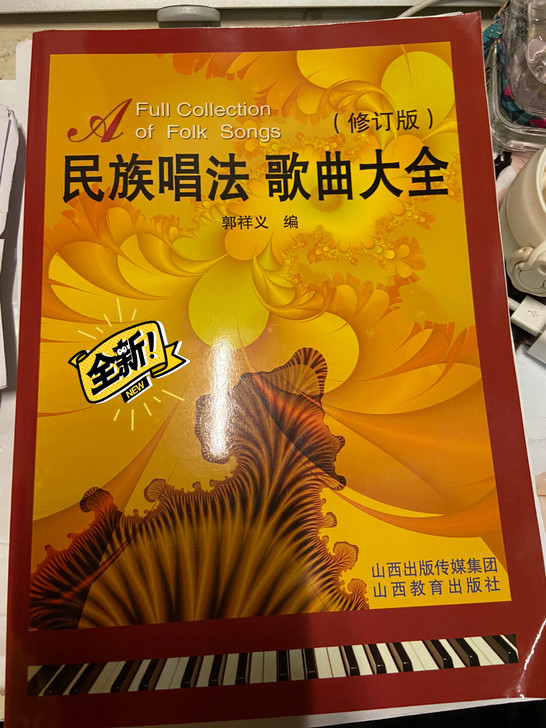 A Full Collection
of Folk Songs
（修订版）
民族唱法 歌曲大全
郭祥义 编
全新！
NEW
山西出版传媒集团
山西教育出版社